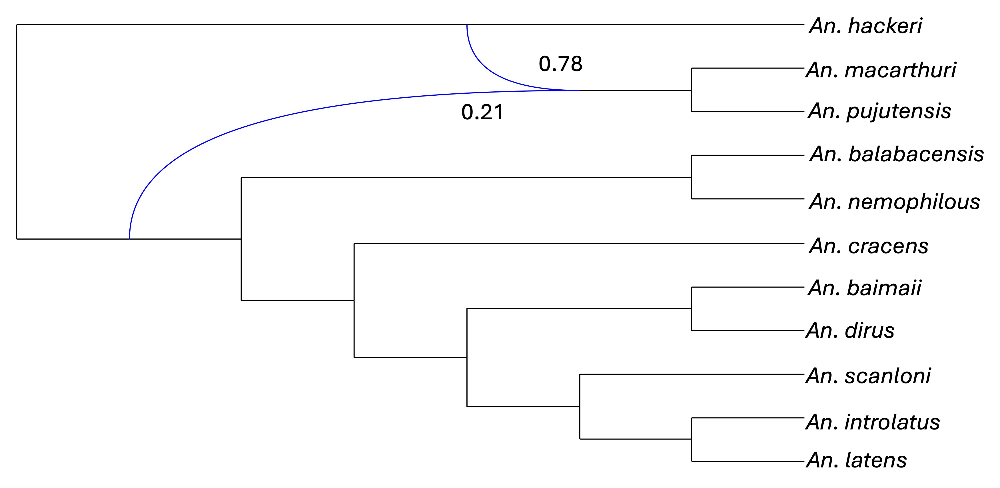 An. hackeri
0.78
An. macarthuri
0.21
An. pujutensis
An. balabacensis
An. nemophilous
An. cracens
An. baimaii
An. dirus
An. scanloni
An. introlatus
An. latens